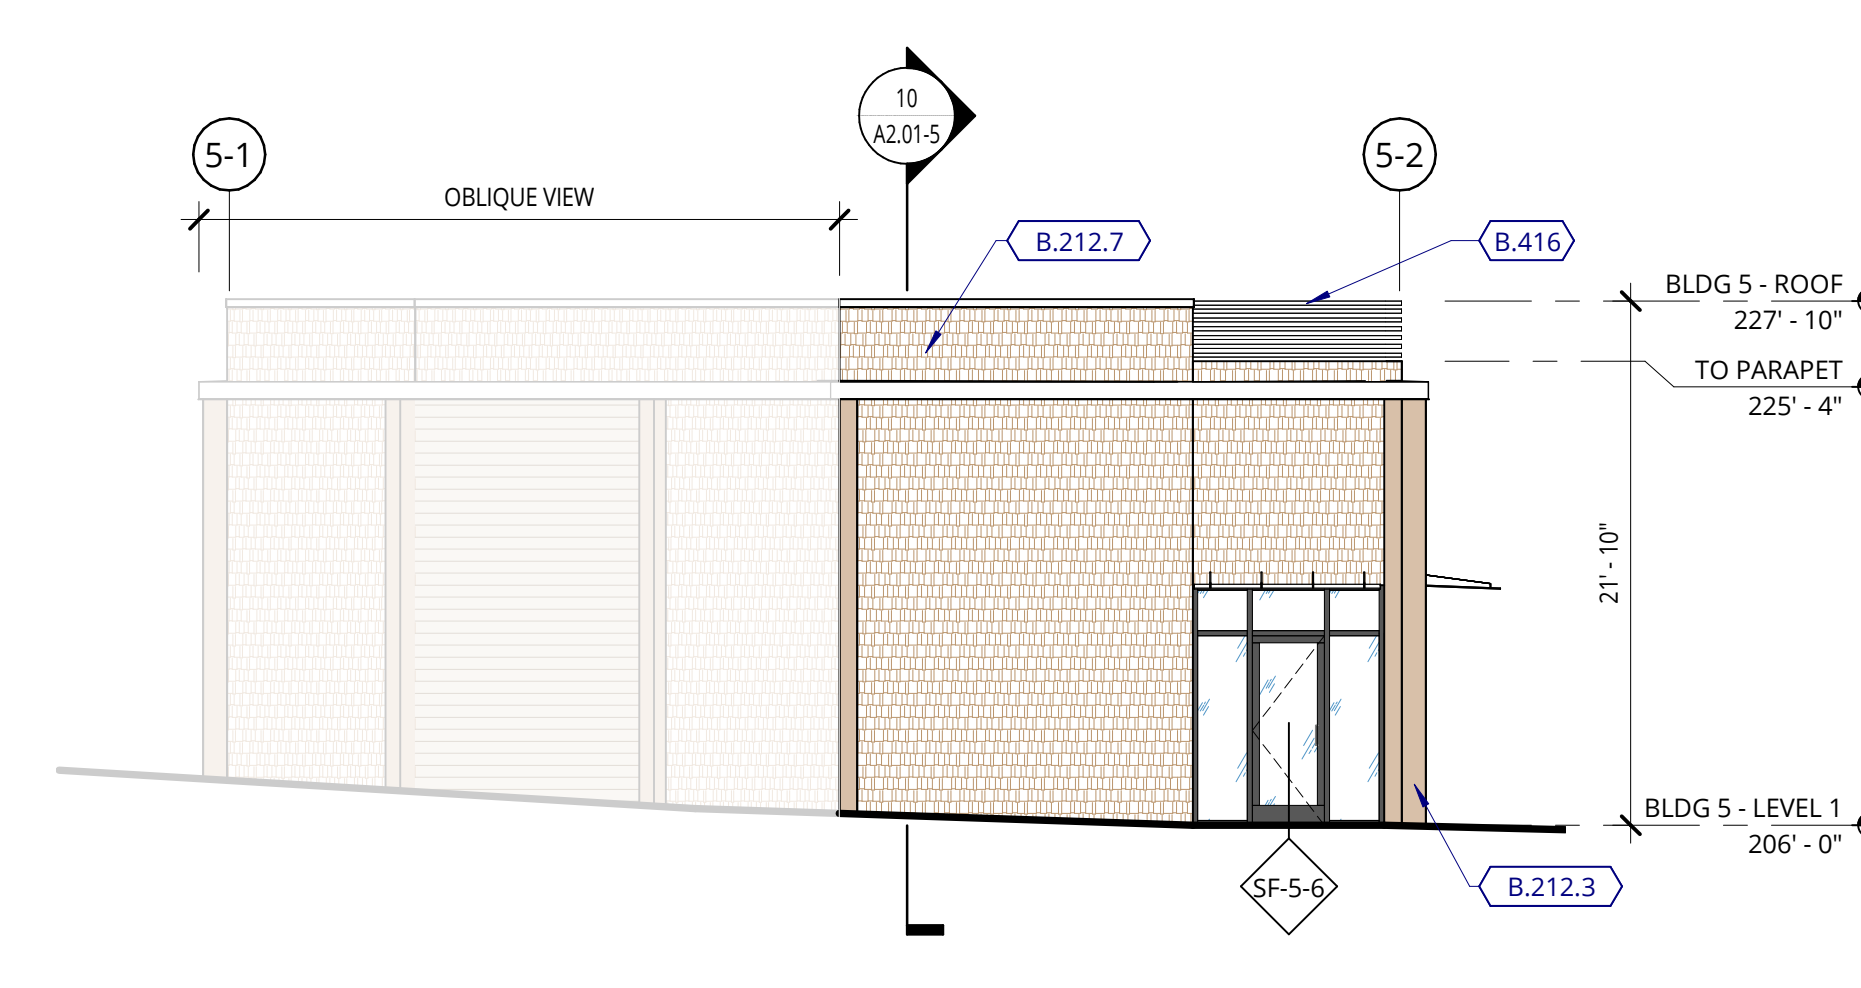 10
A2.01-5
5-1
5-2
OBLIQUE VIEW
B.212.7
B.416
BLDG 5 - ROOF
227' - 10"
TO PARAPET
225' - 4"
21' - 10"
BLDG 5 - LEVEL 1
206' - 0"
SF-5-6
B.212.3